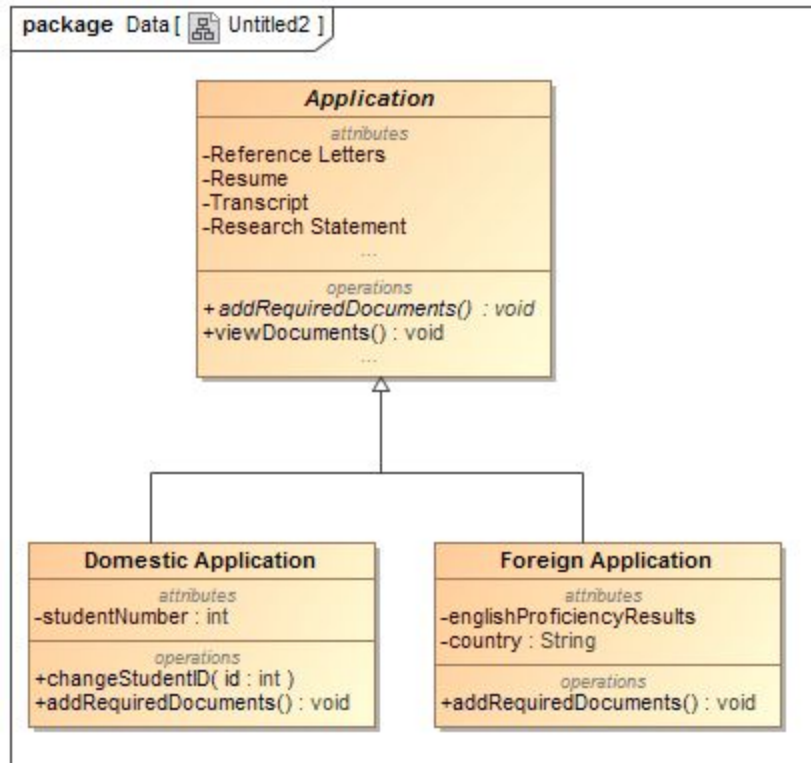 package Data [ Untitled2 ]
Application
attributes
-Reference Letters
-Resume
-Transcript
-Research Statement
...
operations
+addRequiredDocuments() : void
+viewDocuments() : void
...
Domestic Application
attributes
-studentNumber : int
operations
+changeStudentID( id : int )
+addRequiredDocuments() : void
Foreign Application
attributes
-englishProficiencyResults
-country : String
operations
+addRequiredDocuments() : void